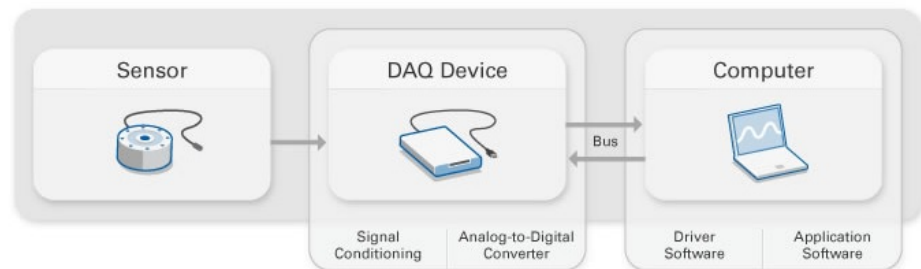 Sensor
DAQ Device
Computer
Bus
Signal
Conditioning
Analog-to-Digital
Converter
Driver
Software
Application
Software